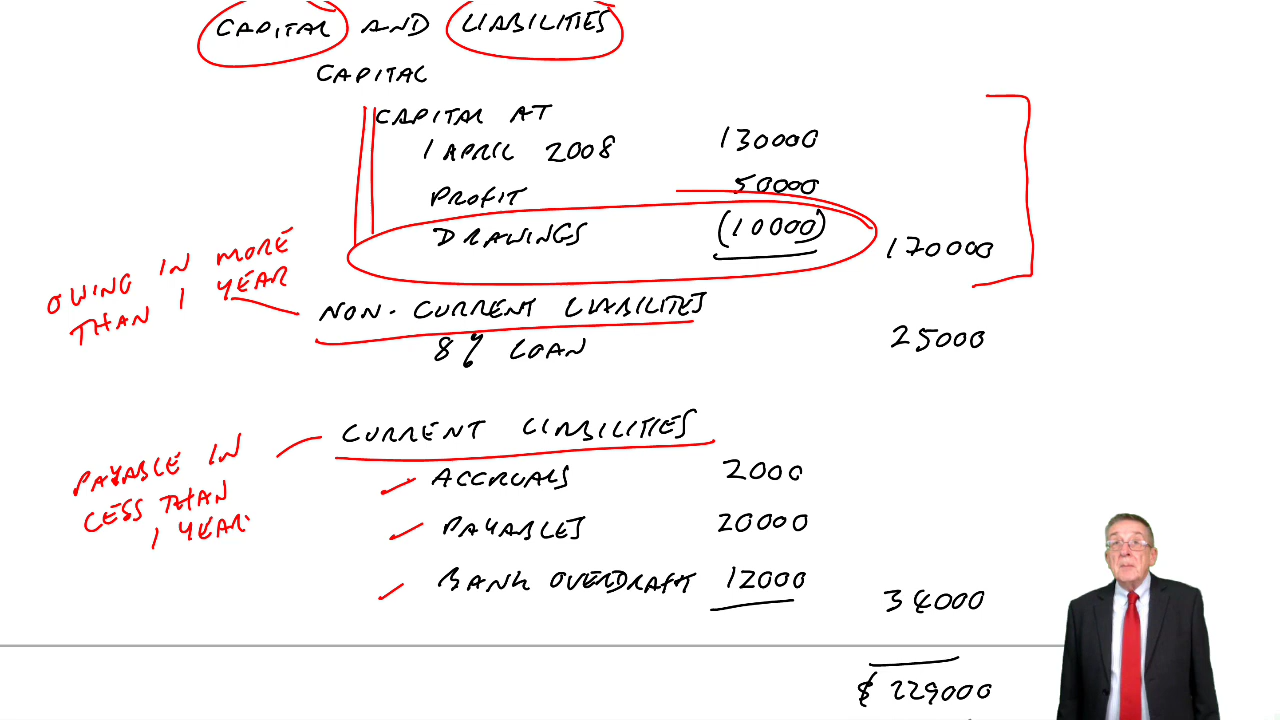 CAPITAL AND LIABILITIES
CAPITAL
CAPITAL AT
1 APRIL 2008 130000
PROFIT 50000
DRAWINGS (10000) 170000
OWING IN MORE
THAN 1 YEAR
NON-CURRENT LIABILITES
8% LOAN 25000
CURRENT LIABILITIES
PAYABLE IN
LESS THAN
1 YEAR.
ACCRUALS 2000
PAYABLES 20000
BANK OVERDRAFT 12000 34000
$ 229000